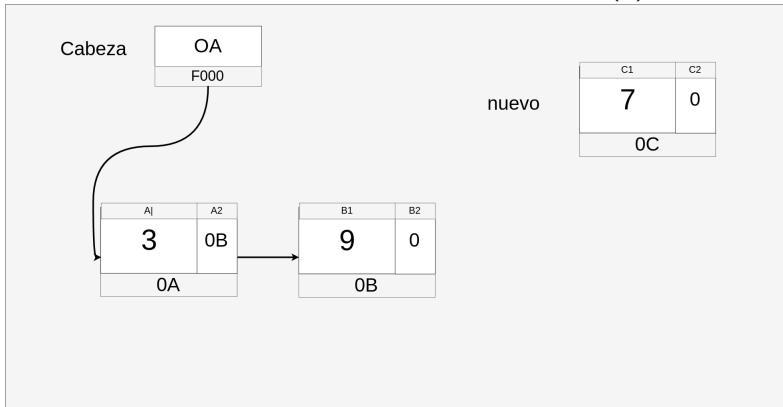 Cabeza
OA
F000
nuevo
C1 C2
7 0
0C
A| A2
3 0B
0A
B1 B2
9 0
0B